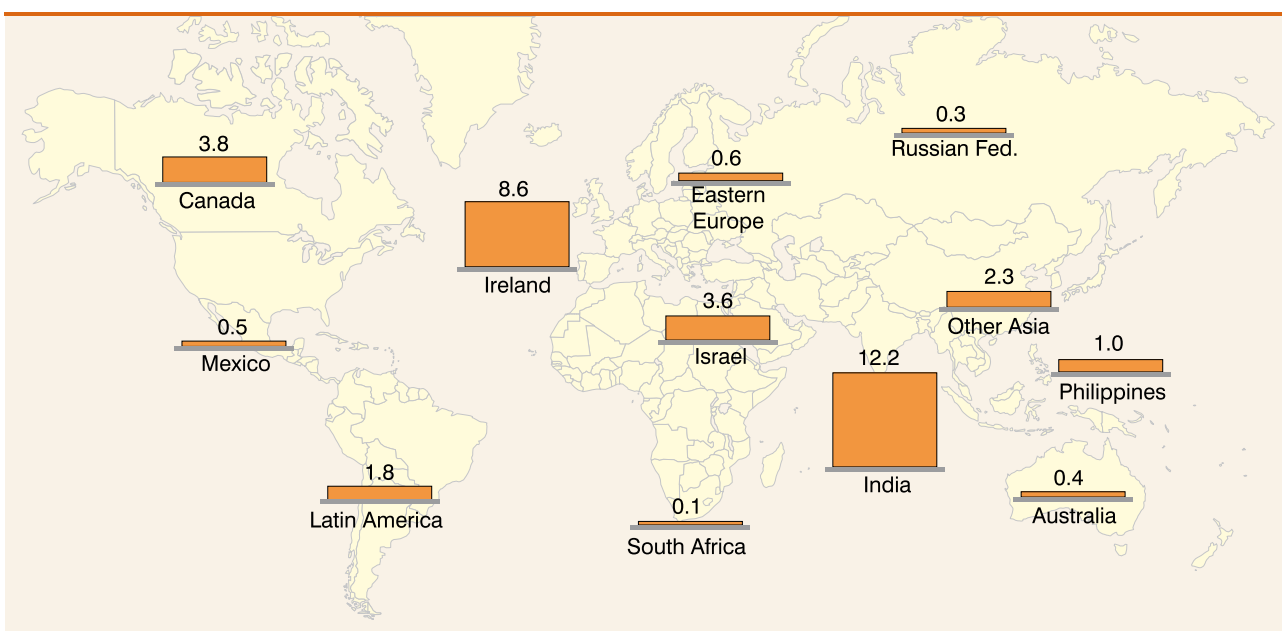 0.3
Russian Fed.
3.8
Canada
0.6
Eastern
Europe
8.6
Ireland
2.3
Other Asia
3.6
Israel
0.5
Mexico
1.0
Philippines
12.2
India
1.8
Latin America
0.4
Australia
0.1
South Africa